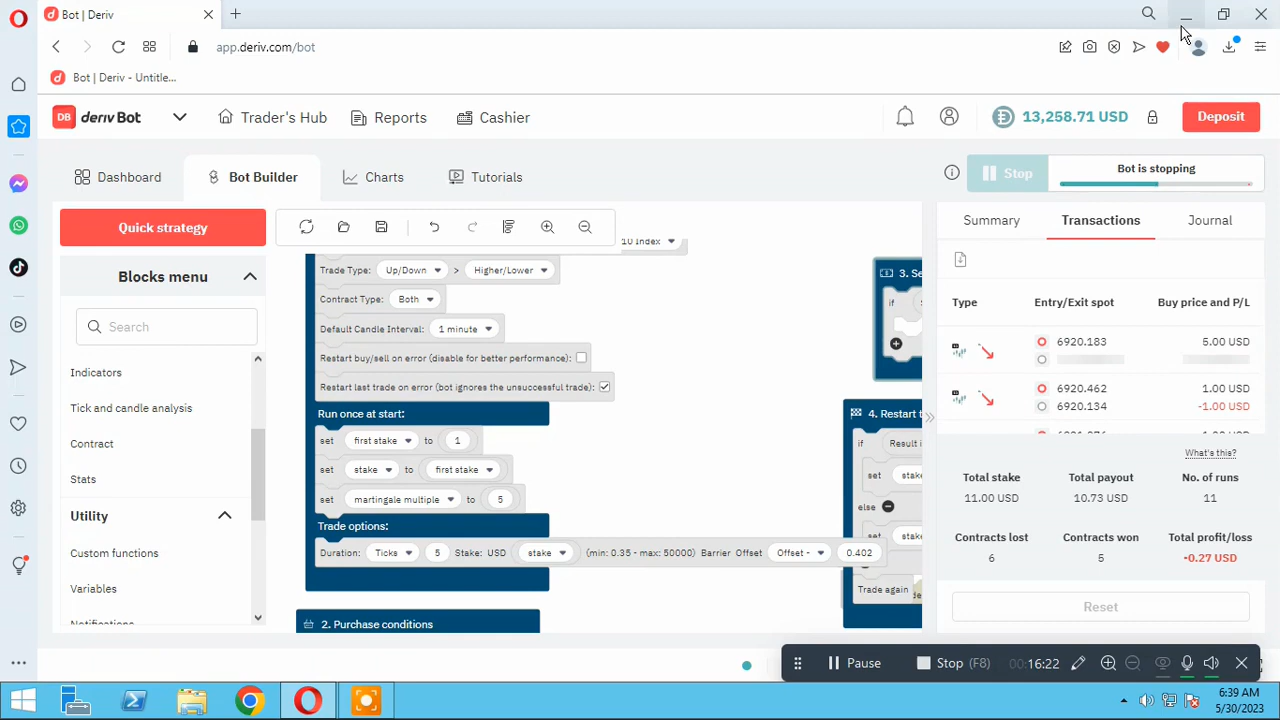 Bot | Deriv
app.deriv.com/bot
Bot | Deriv - Untitle...
DB deriv Bot
Trader's Hub
Reports
Cashier
13,258.71 USD
Deposit
Dashboard
Bot Builder
Charts
Tutorials
Stop
Bot is stopping
Quick strategy
Summary
Transactions
Journal
10 Index
Blocks menu
Search
Indicators
Tick and candle analysis
Contract
Stats
Utility
Custom functions
Variables
Notifications
Trade Type: Up/Down > Higher/Lower
Contract Type: Both
Default Candle Interval: 1 minute
Restart buy/sell on error (disable for better performance):
Restart last trade on error (bot ignores the unsuccessful trade):
Run once at start:
set first stake to 1
set stake to first stake
set martingale multiple to 5
Trade options:
Duration: Ticks 5 Stake: USD stake (min: 0.35 - max: 50000) Barrier Offset Offset - 0.402
2. Purchase conditions
3. Se
if
4. Restart t
if Result i
set stak
else
set stak
Trade again
Type
Entry/Exit spot
Buy price and P/L
6920.183
5.00 USD
6920.462
1.00 USD
6920.134
-1.00 USD
What's this?
Total stake
Total payout
No. of runs
11.00 USD
10.73 USD
11
Contracts lost
Contracts won
Total profit/loss
6
5
-0.27 USD
Reset
Pause
Stop (F8)
00:16:22
6:39 AM
5/30/2023